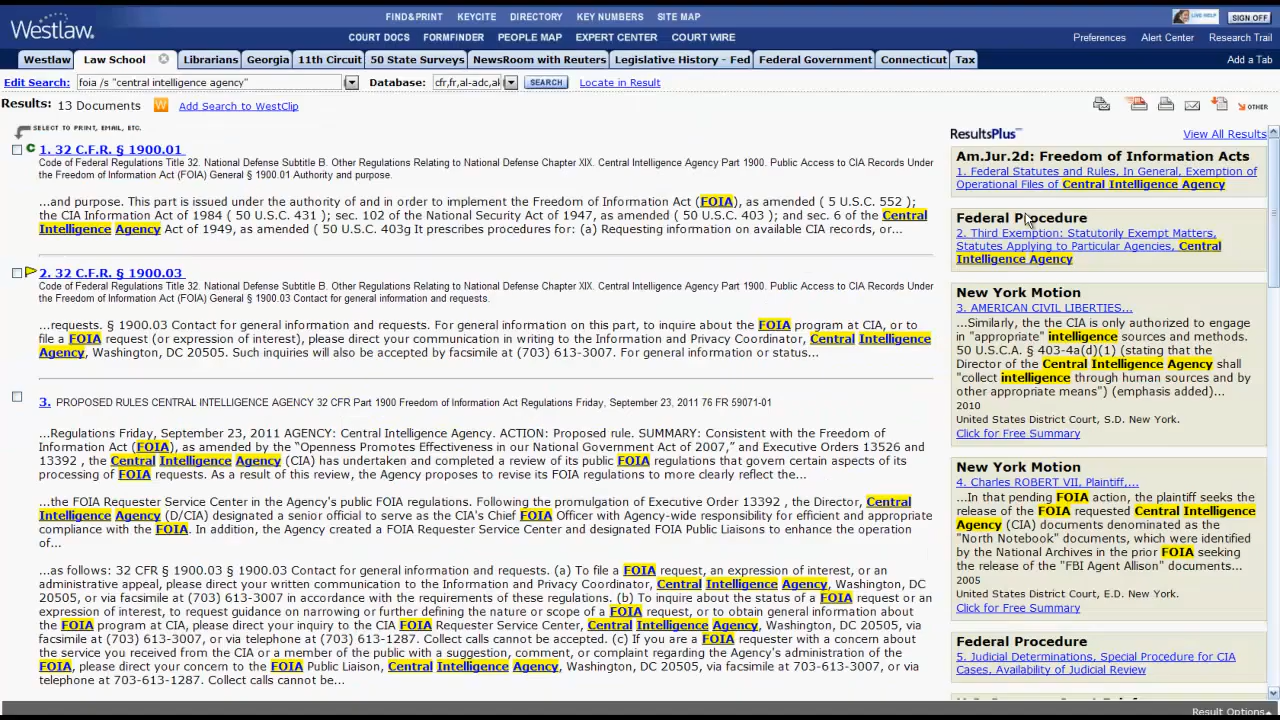 FIND&PRINT KEYCITE DIRECTORY KEY NUMBERS SITE MAP
LIVE HELP SIGN OFF
Westlaw.
COURT DOCS FORMFINDER PEOPLE MAP EXPERT CENTER COURT WIRE
Preferences Alert Center Research Trail
Westlaw Law School Librarians Georgia 11th Circuit 50 State Surveys NewsRoom with Reuters Legislative History - Fed Federal Government Connecticut Tax Add a Tab
Edit Search: foia /s "central intelligence agency" Database: cfr,fr,al-adc,al SEARCH Locate in Result
Results: 13 Documents W Add Search to WestClip
OTHER
SELECT TO PRINT, EMAIL, ETC.
C 1. 32 C.F.R. § 1900.01
Code of Federal Regulations Title 32. National Defense Subtitle B. Other Regulations Relating to National Defense Chapter XIX. Central Intelligence Agency Part 1900. Public Access to CIA Records Under
the Freedom of Information Act (FOIA) General § 1900.01 Authority and purpose.
...and purpose. This part is issued under the authority of and in order to implement the Freedom of Information Act (FOIA), as amended ( 5 U.S.C. 552 );
the CIA Information Act of 1984 ( 50 U.S.C. 431 ); sec. 102 of the National Security Act of 1947, as amended ( 50 U.S.C. 403 ); and sec. 6 of the Central
Intelligence Agency Act of 1949, as amended ( 50 U.S.C. 403g It prescribes procedures for: (a) Requesting information on available CIA records, or...
2. 32 C.F.R. § 1900.03
Code of Federal Regulations Title 32. National Defense Subtitle B. Other Regulations Relating to National Defense Chapter XIX. Central Intelligence Agency Part 1900. Public Access to CIA Records Under
the Freedom of Information Act (FOIA) General § 1900.03 Contact for general information and requests.
...requests. § 1900.03 Contact for general information and requests. For general information on this part, to inquire about the FOIA program at CIA, or to
file a FOIA request (or expression of interest), please direct your communication in writing to the Information and Privacy Coordinator, Central Intelligence
Agency, Washington, DC 20505. Such inquiries will also be accepted by facsimile at (703) 613-3007. For general information or status...
3. PROPOSED RULES CENTRAL INTELLIGENCE AGENCY 32 CFR Part 1900 Freedom of Information Act Regulations Friday, September 23, 2011 76 FR 59071-01
...Regulations Friday, September 23, 2011 AGENCY: Central Intelligence Agency. ACTION: Proposed rule. SUMMARY: Consistent with the Freedom of
Information Act (FOIA), as amended by the "Openness Promotes Effectiveness in our National Government Act of 2007," and Executive Orders 13526 and
13392 , the Central Intelligence Agency (CIA) has undertaken and completed a review of its public FOIA regulations that govern certain aspects of its
processing of FOIA requests. As a result of this review, the Agency proposes to revise its FOIA regulations to more clearly reflect the...
...the FOIA Requester Service Center in the Agency's public FOIA regulations. Following the promulgation of Executive Order 13392 , the Director, Central
Intelligence Agency (D/CIA) designated a senior official to serve as the CIA's Chief FOIA Officer with Agency-wide responsibility for efficient and appropriate
compliance with the FOIA. In addition, the Agency created a FOIA Requester Service Center and designated FOIA Public Liaisons to enhance the operation
of...
...as follows: 32 CFR § 1900.03 § 1900.03 Contact for general information and requests. (a) To file a FOIA request, an expression of interest, or an
administrative appeal, please direct your written communication to the Information and Privacy Coordinator, Central Intelligence Agency, Washington, DC
20505, or via facsimile at (703) 613-3007 in accordance with the requirements of these regulations. (b) To inquire about the status of a FOIA request or an
expression of interest, to request guidance on narrowing or further defining the nature or scope of a FOIA request, or to obtain general information about
the FOIA program at CIA, please direct your inquiry to the CIA FOIA Requester Service Center, Central Intelligence Agency, Washington, DC 20505, via
facsimile at (703) 613-3007, or via telephone at (703) 613-1287. Collect calls cannot be accepted. (c) If you are a FOIA requester with a concern about
the service you received from the CIA or a member of the public with a suggestion, comment, or complaint regarding the Agency's administration of the
FOIA, please direct your concern to the FOIA Public Liaison, Central Intelligence Agency, Washington, DC 20505, via facsimile at 703-613-3007, or via
telephone at 703-613-1287. Collect calls cannot be...
ResultsPlus™ View All Results
Am.Jur.2d: Freedom of Information Acts
1. Federal Statutes and Rules, In General, Exemption of
Operational Files of Central Intelligence Agency
Federal Procedure
2. Third Exemption: Statutorily Exempt Matters,
Statutes Applying to Particular Agencies, Central
Intelligence Agency
New York Motion
3. AMERICAN CIVIL LIBERTIES...
...Similarly, the the CIA is only authorized to engage
in "appropriate" intelligence sources and methods.
50 U.S.C.A. § 403-4a(d)(1) (stating that the
Director of the Central Intelligence Agency shall
"collect intelligence through human sources and by
other appropriate means") (emphasis added)...
2010
United States District Court, S.D. New York.
Click for Free Summary
New York Motion
4. Charles ROBERT VII, Plaintiff,...
...In that pending FOIA action, the plaintiff seeks the
release of the FOIA requested Central Intelligence
Agency (CIA) documents denominated as the
"North Notebook" documents, which were identified
by the National Archives in the prior FOIA seeking
the release of the "FBI Agent Allison" documents...
2005
United States District Court, E.D. New York.
Click for Free Summary
Federal Procedure
5. Judicial Determinations, Special Procedure for CIA
Cases, Availability of Judicial Review
Result Options